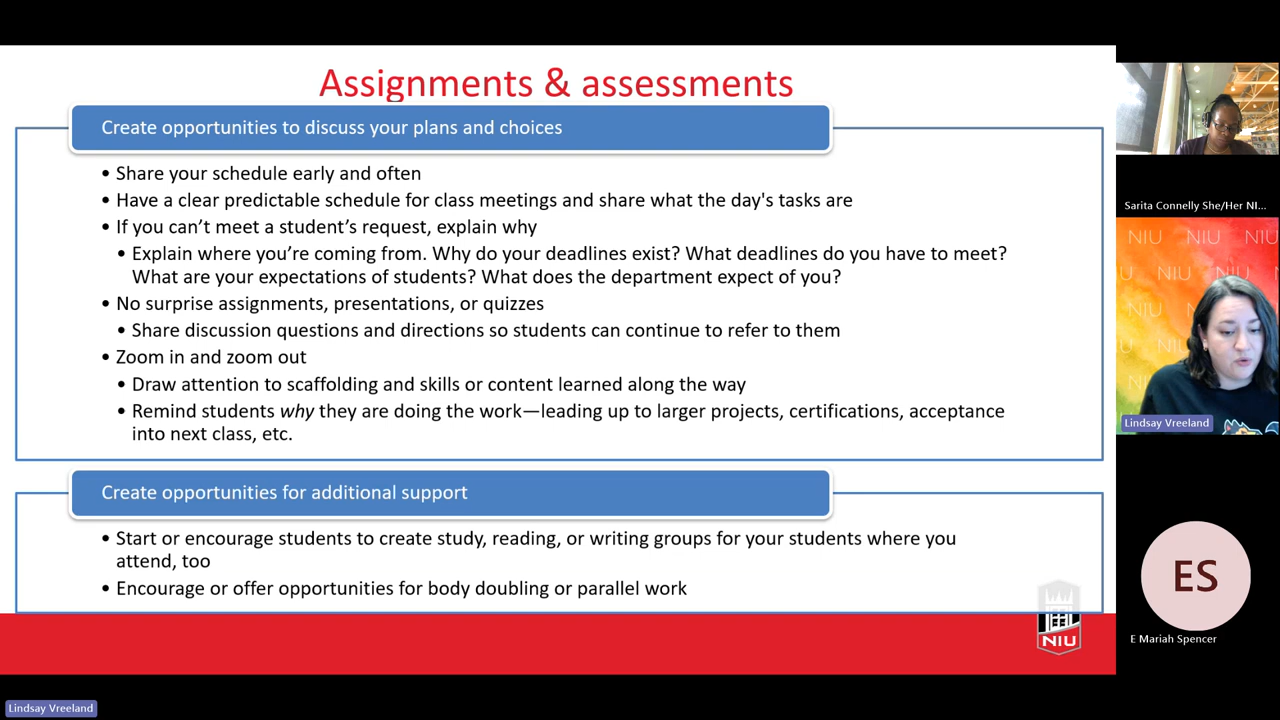 Assignments & assessments
Create opportunities to discuss your plans and choices
• Share your schedule early and often
• Have a clear predictable schedule for class meetings and share what the day's tasks are
• If you can’t meet a student’s request, explain why
• Explain where you’re coming from. Why do your deadlines exist? What deadlines do you have to meet?
What are your expectations of students? What does the department expect of you?
• No surprise assignments, presentations, or quizzes
• Share discussion questions and directions so students can continue to refer to them
• Zoom in and zoom out
• Draw attention to scaffolding and skills or content learned along the way
• Remind students why they are doing the work—leading up to larger projects, certifications, acceptance
into next class, etc.
Create opportunities for additional support
• Start or encourage students to create study, reading, or writing groups for your students where you
attend, too
• Encourage or offer opportunities for body doubling or parallel work
NIU
Sarita Connelly She/Her NI...
NIU NIU NIU
NIU NIU
Lindsay Vreeland
ES
E Mariah Spencer
Lindsay Vreeland